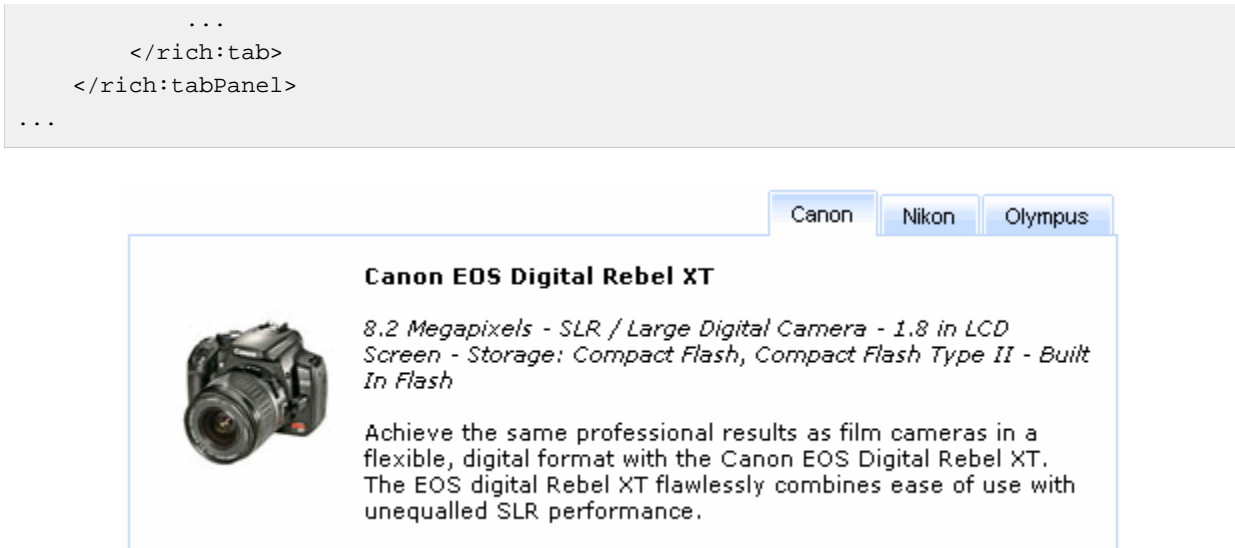 ...
</rich:tab>
</rich:tabPanel>
...
Canon Nikon Olympus
Canon EOS Digital Rebel XT
8.2 Megapixels - SLR / Large Digital Camera - 1.8 in LCD
Screen - Storage: Compact Flash, Compact Flash Type II - Built
In Flash
Achieve the same professional results as film cameras in a
flexible, digital format with the Canon EOS Digital Rebel XT.
The EOS digital Rebel XT flawlessly combines ease of use with
unequalled SLR performance.